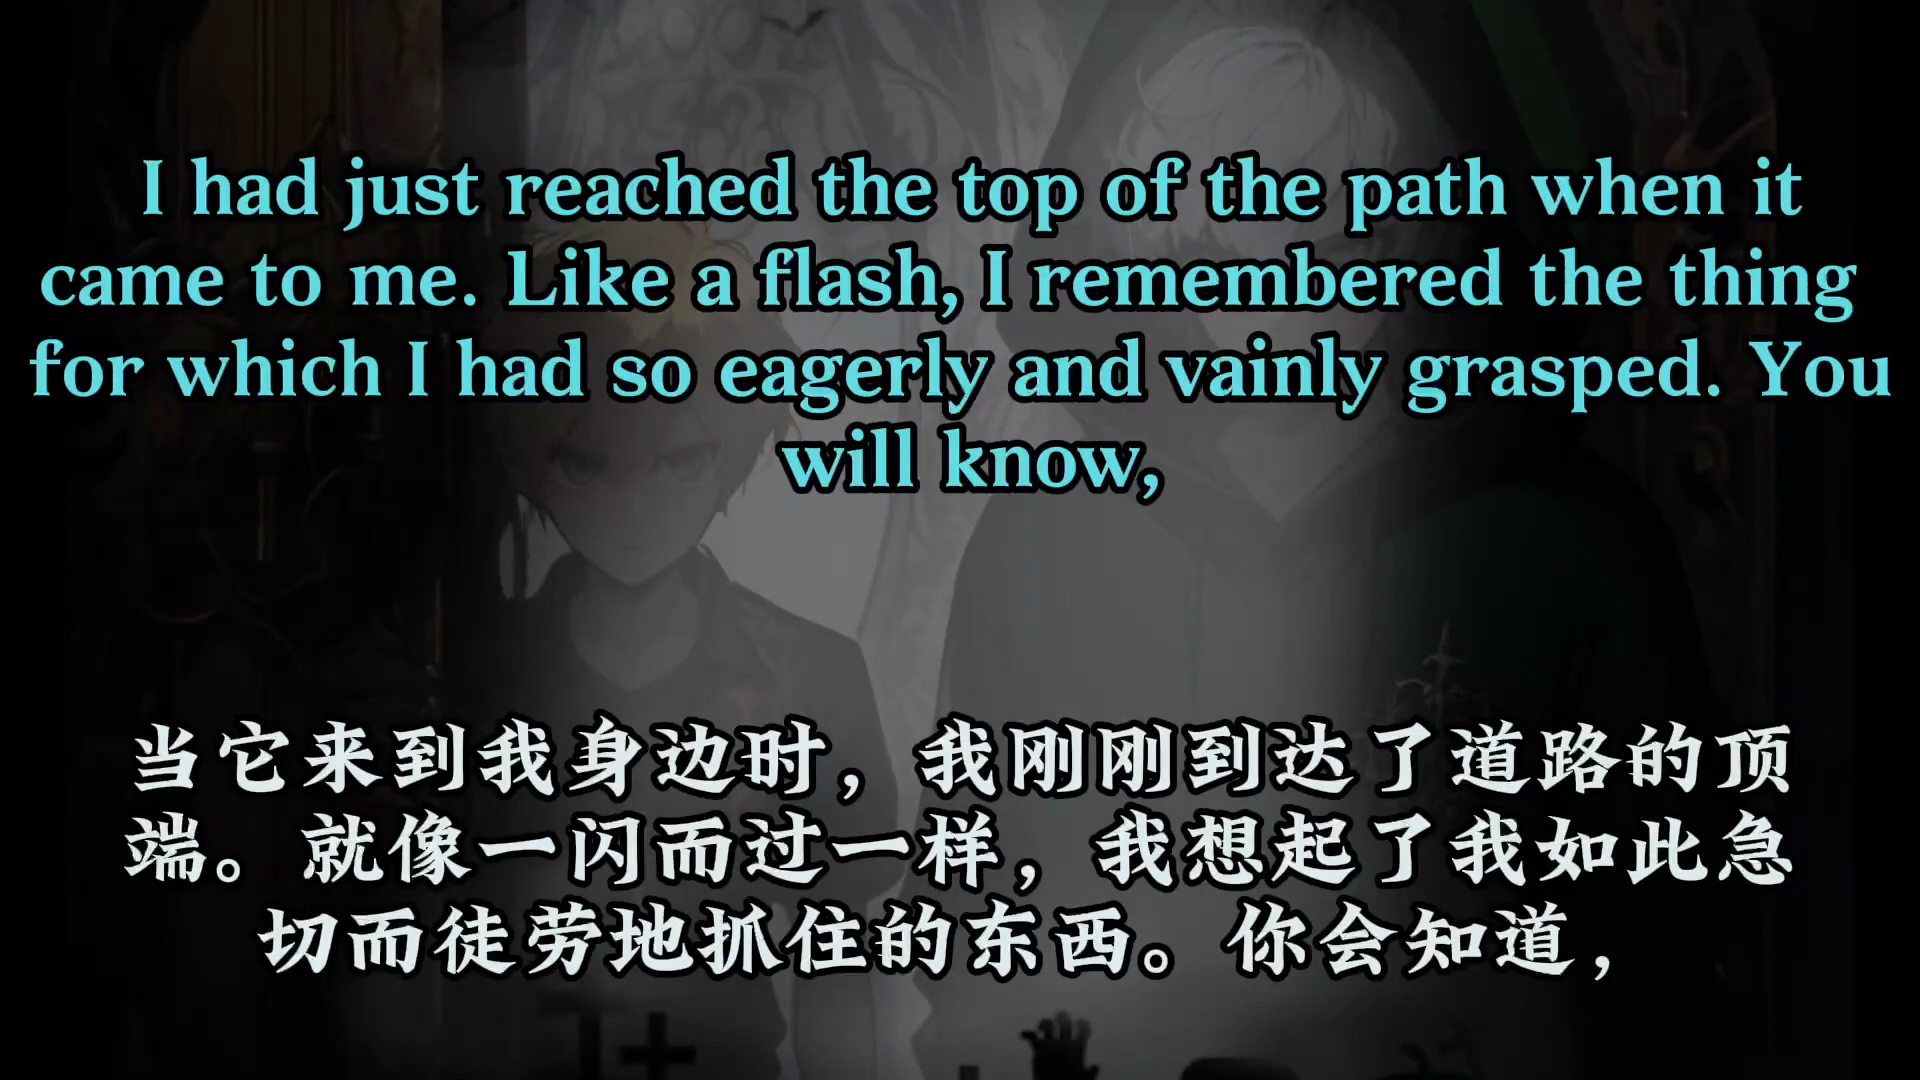 I had just reached the top of the path when it
came to me. Like a flash, I remembered the thing
for which I had so eagerly and vainly grasped. You
will know,
当它来到我身边时，我刚刚到达了道路的顶
端。就像一闪而过一样，我想起了我如此急
切而徒劳地抓住的东西。你会知道，